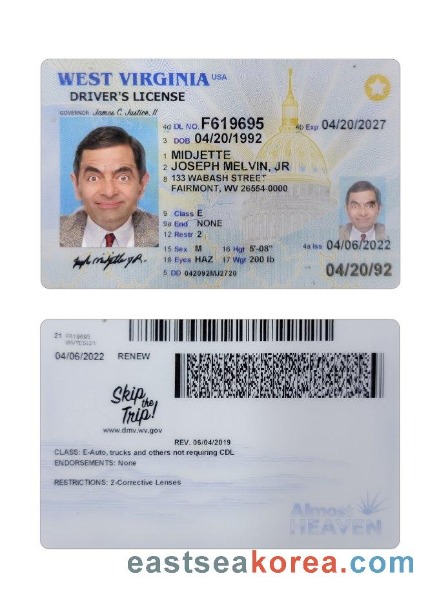 WEST VIRGINIA USA
DRIVER'S LICENSE
GOVERNOR James C. Justice, II
4d DL NO. F619695 4b Exp 04/20/2027
3 DOB 04/20/1992
1 MIDJETTE
2 JOSEPH MELVIN, JR
8 133 WABASH STREET
FAIRMONT, WV 26554-0000
9 Class E
9a End NONE
12 Restr 2
15 Sex M 16 Hgt 5'-08" 4a Iss 04/06/2022
18 Eyes HAZ 17 Wgt 200 lb
5 DD 042092MJ2720 04/20/92
21 F619695
04/06/2022 RENEW
Skip
the
Trip!
www.dmv.wv.gov
REV. 06/04/2019
CLASS: E-Auto, trucks and others not requiring CDL
ENDORSEMENTS: None
RESTRICTIONS: 2-Corrective Lenses
Almost
HEAVEN
eastseakorea.com